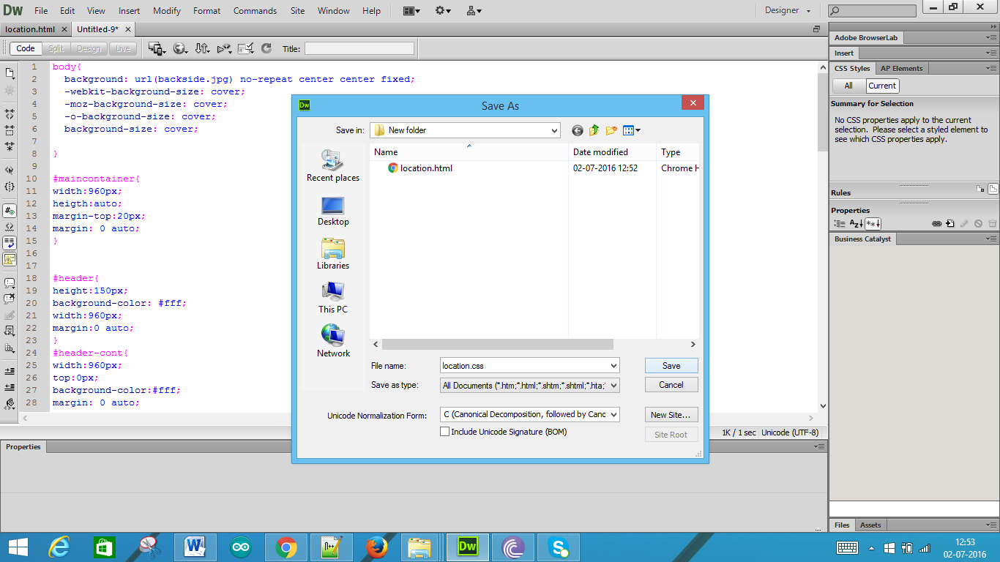 Dw File Edit View Insert Modify Format Commands Site Window Help Designer
location.html Untitled-9*
Code Split Design Live Title:
1 body{
2 background: url(backside.jpg) no-repeat center center fixed;
3 -webkit-background-size: cover;
4 -moz-background-size: cover;
5 -o-background-size: cover;
6 background-size: cover;
7
8 }
9
10 #maincontainer{
11 width:960px;
12 heigth:auto;
13 margin-top:20px;
14 margin: 0 auto;
15 }
16
17
18 #header{
19 height:150px;
20 background-color: #fff;
21 width:960px;
22 margin:0 auto;
23 }
24 #header-cont{
25 width:960px;
26 top:0px;
27 background-color:#fff;
28 margin: 0 auto;
1K / 1 sec Unicode (UTF-8)
Properties
Dw Save As
Save in: New folder
Recent places
Desktop
Libraries
This PC
Network
Name Date modified Type
location.html 02-07-2016 12:52 Chrome H
File name: location.css Save
Save as type: All Documents (*.htm;*.html;*.shtm;*.shtml;*.hta;* Cancel
Unicode Normalization Form: C (Canonical Decomposition, followed by Cano New Site...
Include Unicode Signature (BOM) Site Root
Adobe BrowserLab
Insert
CSS Styles AP Elements
All Current
Summary for Selection
No CSS properties apply to the current
selection. Please select a styled element to
see which CSS properties apply.
Rules
Properties
Business Catalyst
Files Assets
12:53
02-07-2016